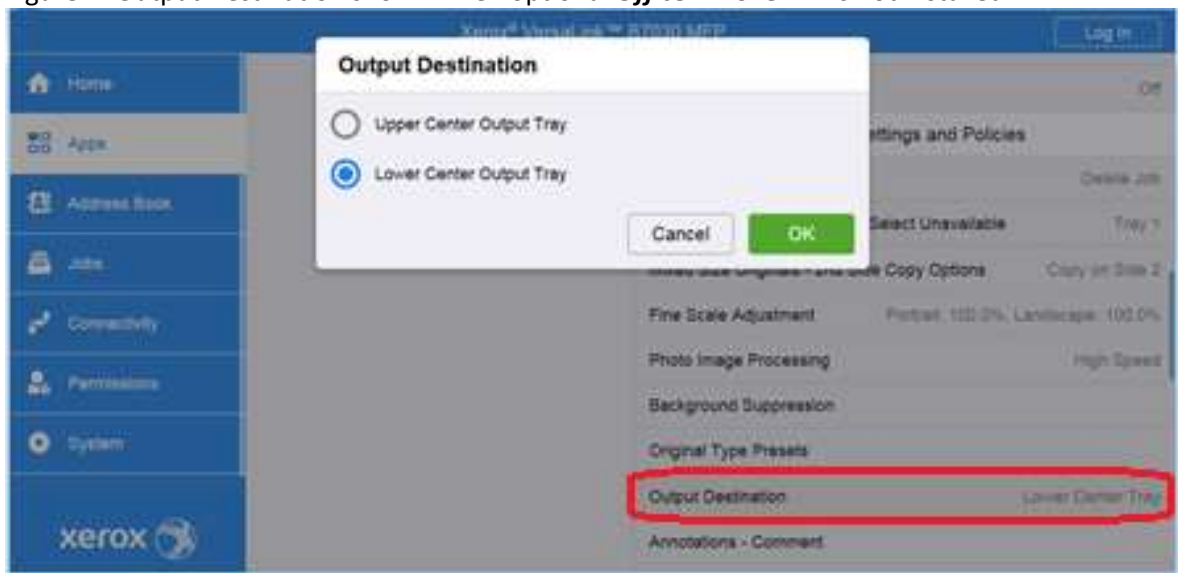 Output Destination
Upper Center Output Tray
Lower Center Output Tray
Cancel
OK
Log In
Home
Apps
Address Book
Jobs
Connectivity
Permissions
System
xerox
Off
ettings and Policies
Delete Job
Select Unavailable
Tray 1
Copy Options
Copy on Side 2
Fine Scale Adjustment
Portrait: 100.0%, Landscape: 100.0%
Photo Image Processing
High Speed
Background Suppression
Original Type Presets
Output Destination
Lower Center Tray
Annotations - Comment